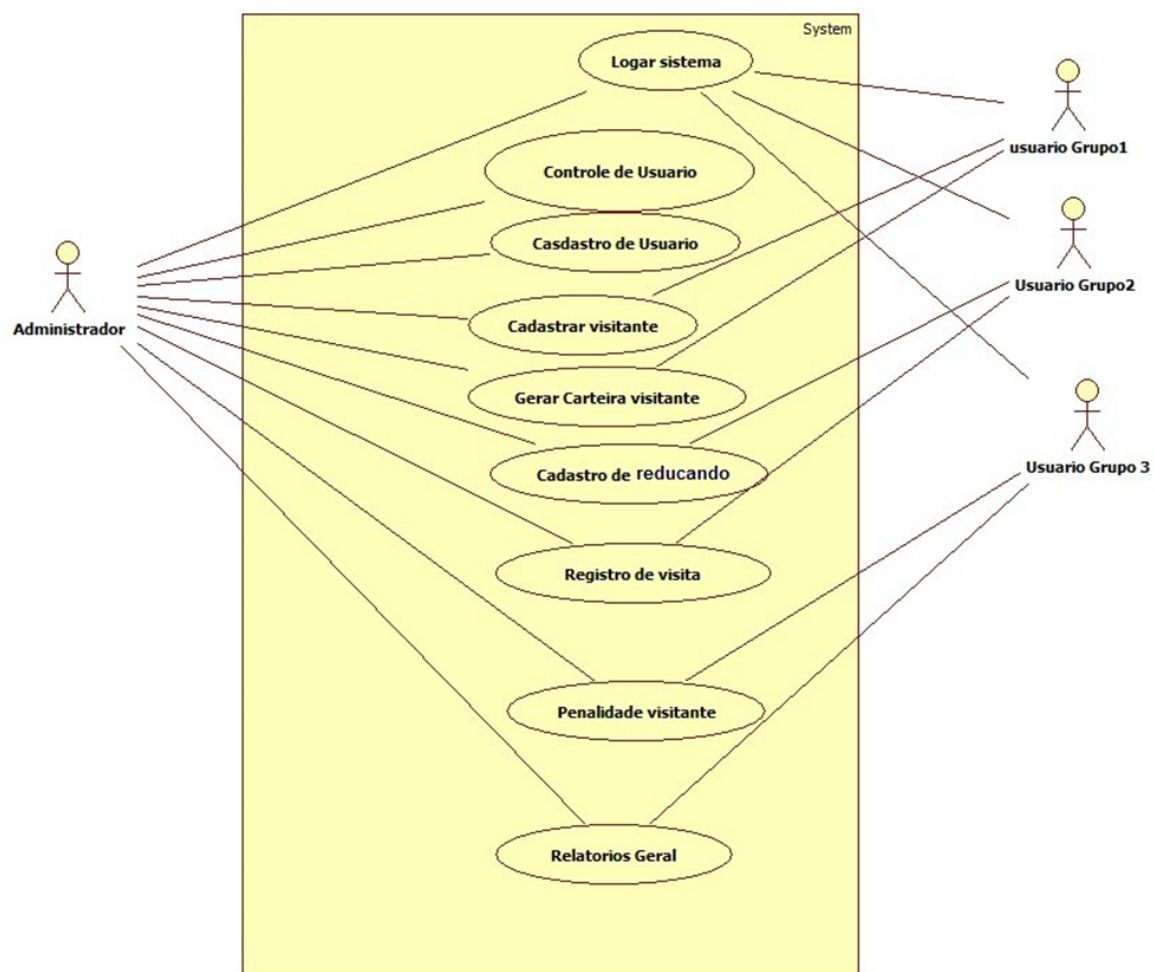 System
Logar sistema
usuario Grupo1
Controle de Usuario
Casdastro de Usuario
Usuario Grupo2
Administrador
Cadastrar visitante
Gerar Carteira visitante
Cadastro de reducando
Usuario Grupo 3
Registro de visita
Penalidade visitante
Relatorios Geral